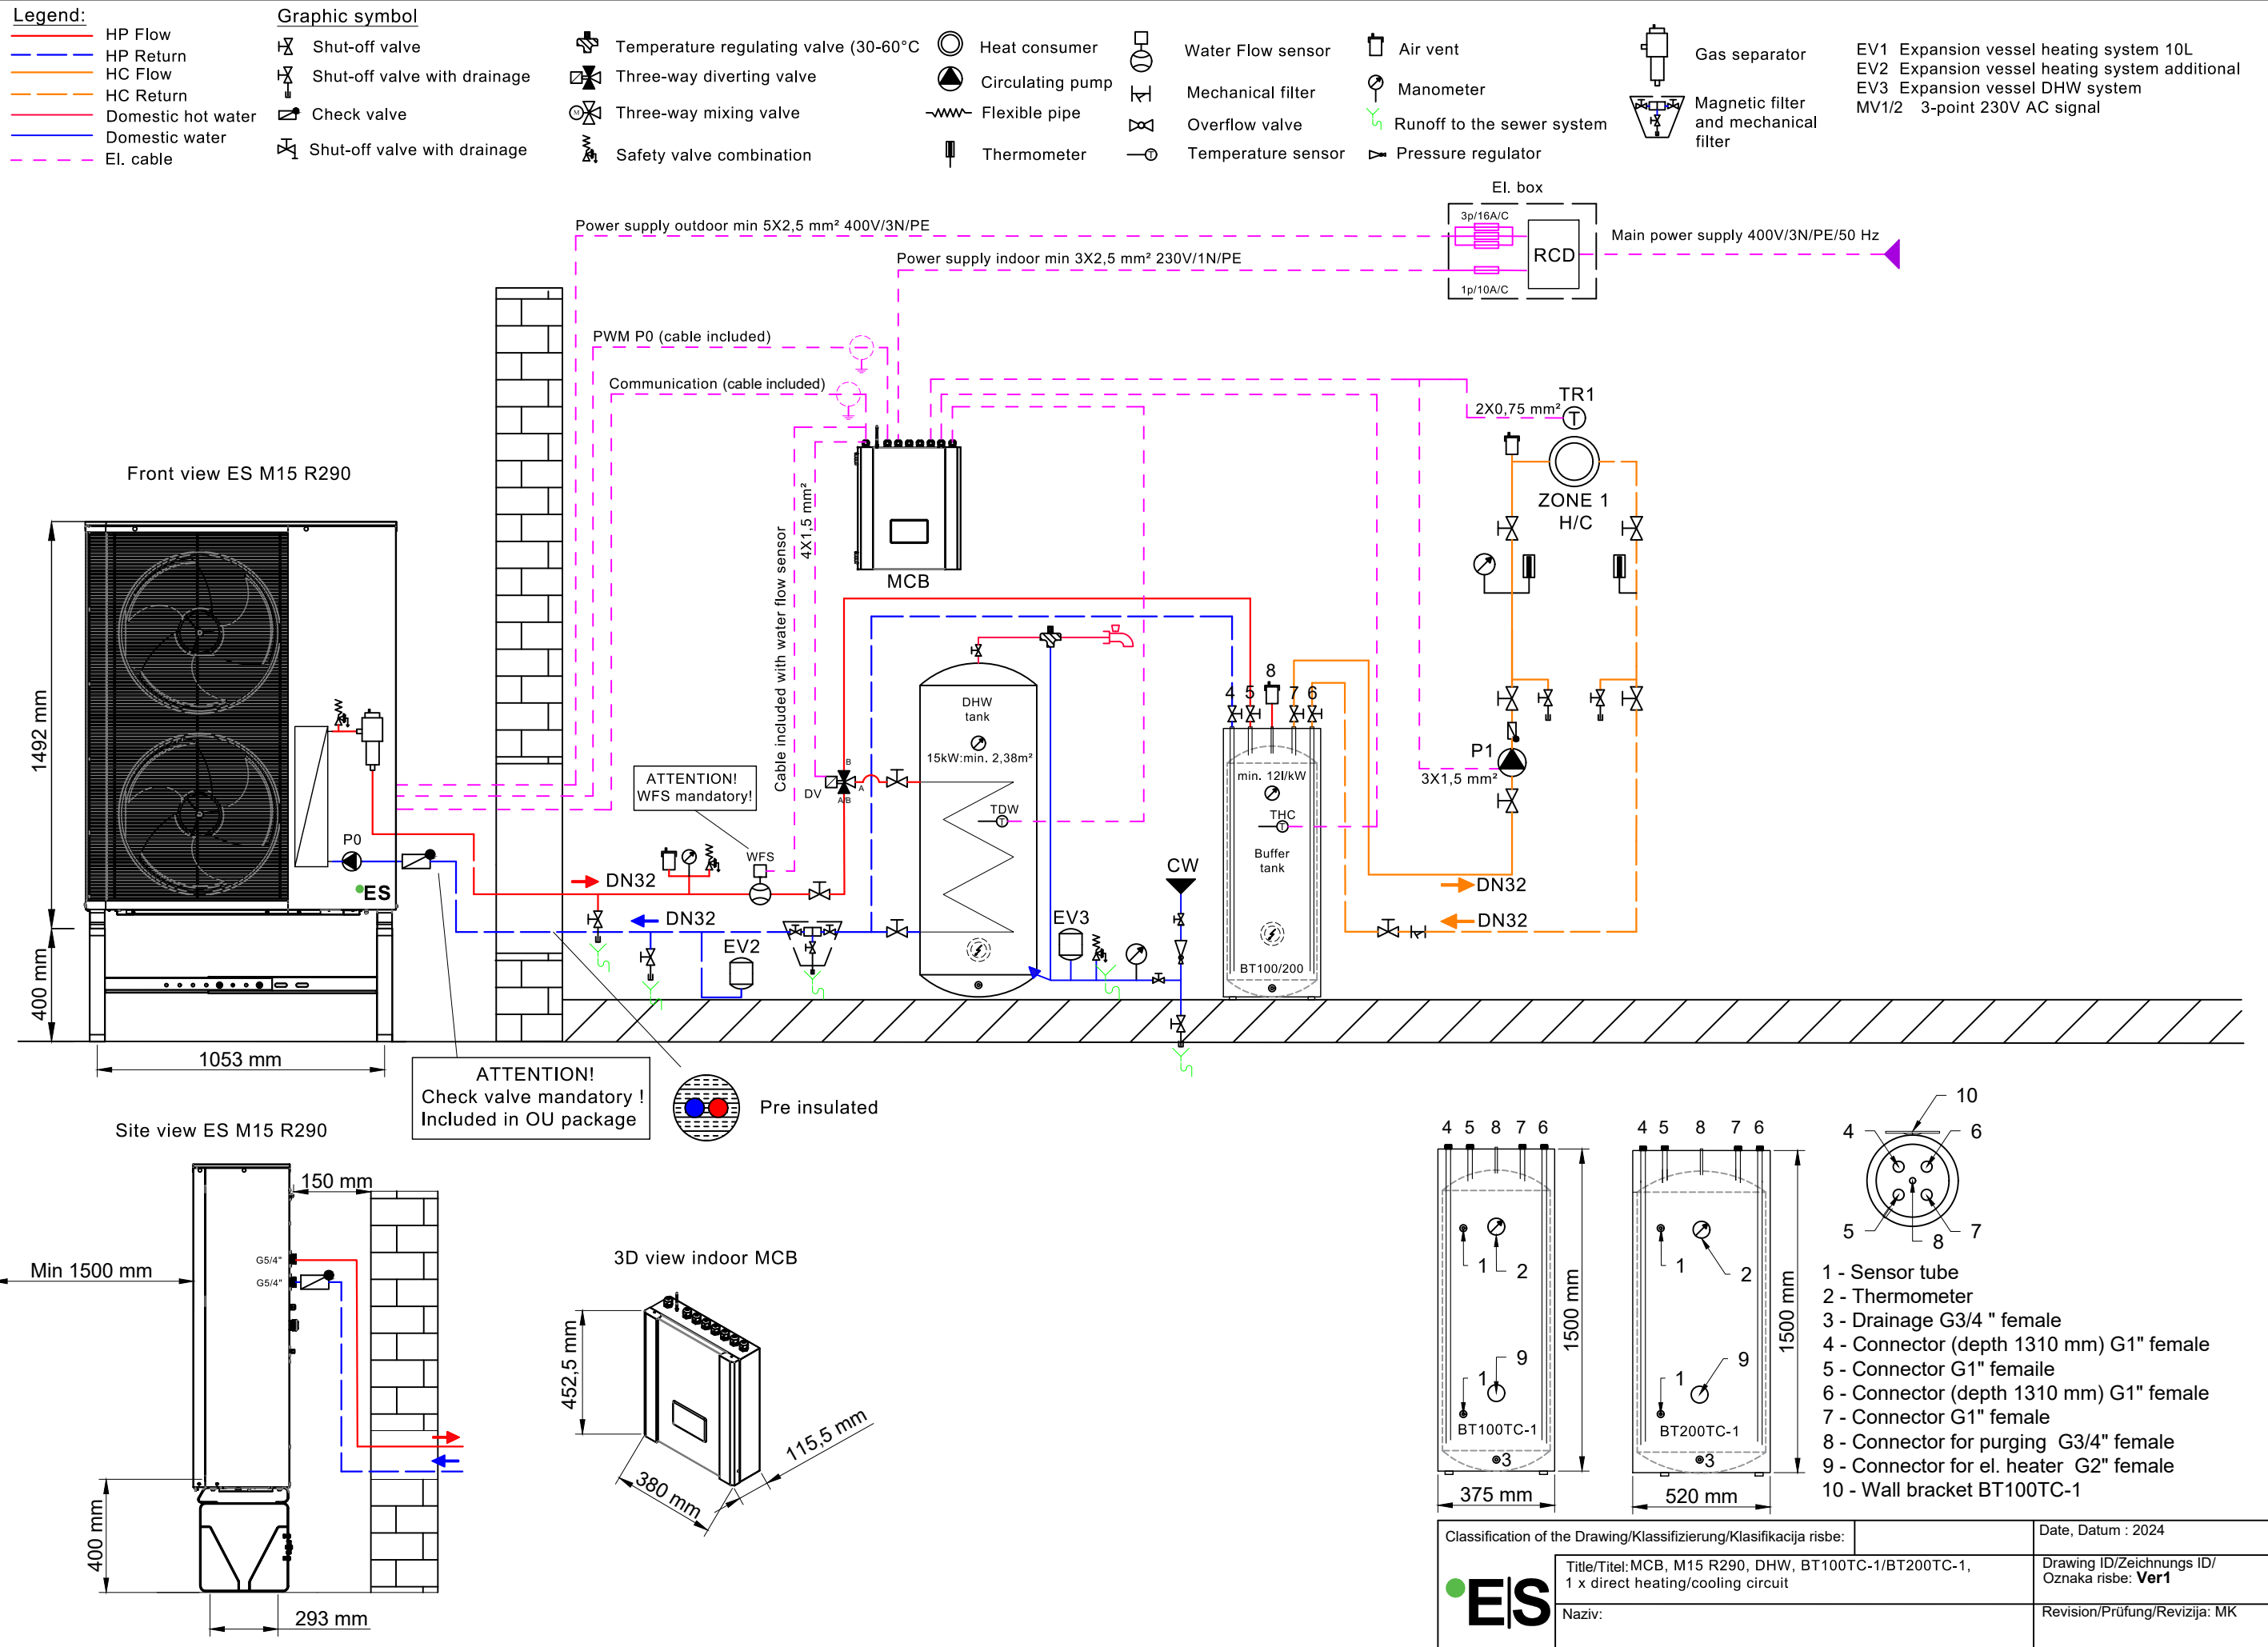 Legend:
HP Flow
HP Return
HC Flow
HC Return
Domestic hot water
Domestic water
El. cable
Graphic symbol
Shut-off valve
Shut-off valve with drainage
Check valve
Shut-off valve with drainage
Temperature regulating valve (30-60°C
Three-way diverting valve
M
Three-way mixing valve
Safety valve combination
Heat consumer
Circulating pump
Flexible pipe
Thermometer
Water Flow sensor
Mechanical filter
Overflow valve
T
Temperature sensor
Air vent
Manometer
Runoff to the sewer system
Pressure regulator
Gas separator
Magnetic filter
and mechanical
filter
EV1 Expansion vessel heating system 10L
EV2 Expansion vessel heating system additional
EV3 Expansion vessel DHW system
MV1/2 3-point 230V AC signal
El. box
3p/16A/C
RCD
1p/10A/C
Main power supply 400V/3N/PE/50 Hz
Power supply outdoor min 5X2,5 mm² 400V/3N/PE
Power supply indoor min 3X2,5 mm² 230V/1N/PE
PWM P0 (cable included)
Communication (cable included)
TR1
2X0,75 mm²
T
ZONE 1
H/C
Front view ES M15 R290
MCB
4X1,5 mm²
Cable included with water flow sensor
1492 mm
400 mm
1053 mm
P0
ES
ATTENTION!
WFS mandatory!
WFS
DV
B
A
A/B
DN32
DN32
EV2
DHW
tank
15kW:min. 2,38m²
TDW
T
EV3
CW
4 5 8 7 6
min. 12l/kW
THC
T
Buffer
tank
BT100/200
P1
3X1,5 mm²
DN32
DN32
ATTENTION!
Check valve mandatory !
Included in OU package
Pre insulated
Site view ES M15 R290
150 mm
Min 1500 mm
G5/4"
G5/4"
400 mm
293 mm
3D view indoor MCB
452,5 mm
380 mm
115,5 mm
4 5 8 7 6
1
2
9
1
BT100TC-1
3
1500 mm
375 mm
4 5 8 7 6
1
2
9
1
BT200TC-1
3
1500 mm
520 mm
10
4
6
5
7
8
1 - Sensor tube
2 - Thermometer
3 - Drainage G3/4 " female
4 - Connector (depth 1310 mm) G1" female
5 - Connector G1" femaile
6 - Connector (depth 1310 mm) G1" female
7 - Connector G1" female
8 - Connector for purging G3/4" female
9 - Connector for el. heater G2" female
10 - Wall bracket BT100TC-1
Classification of the Drawing/Klassifizierung/Klasifikacija risbe:
Date, Datum : 2024
E|S
Title/Titel: MCB, M15 R290, DHW, BT100TC-1/BT200TC-1,
1 x direct heating/cooling circuit
Drawing ID/Zeichnungs ID/
Oznaka risbe: Ver1
Naziv:
Revision/Prüfung/Revizija: MK